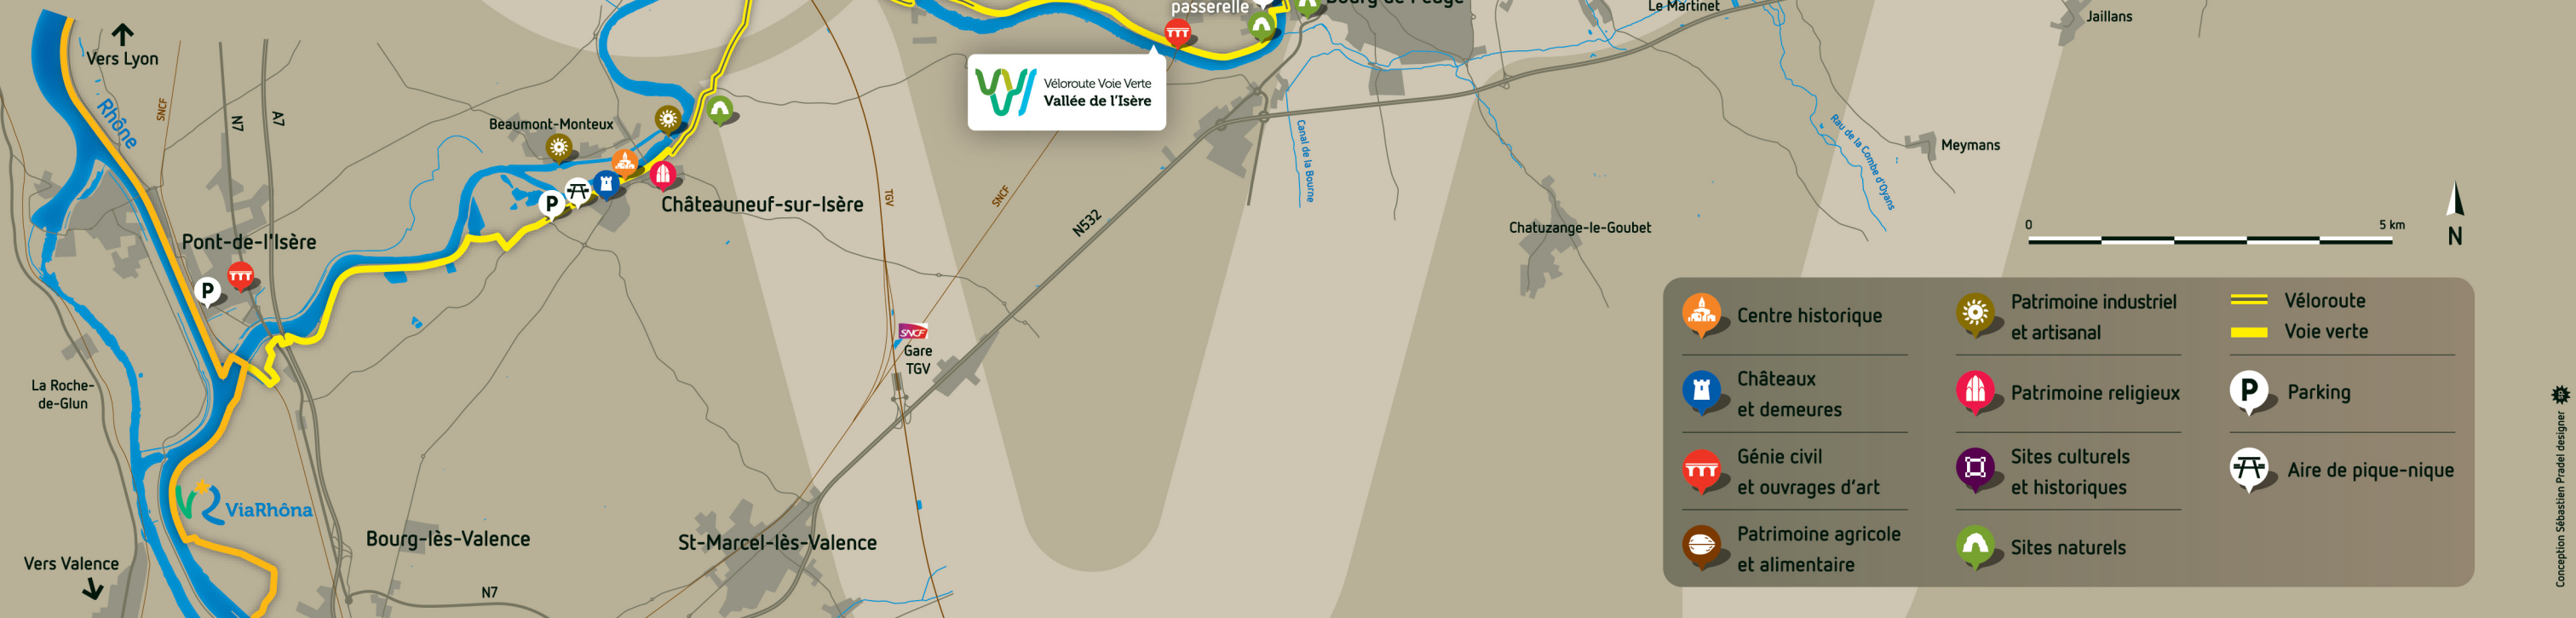 passerelle
Bourg-de-Péage
Le Martinet
Jaillans
Vers Lyon
Rhône
SNCF
N7
A7
Beaumont-Monteux
Véloroute Voie Verte
Vallée de l'Isère
Canal de la Bourne
Rau de la Combe d'Oyans
Meymans
P
Châteauneuf-sur-Isère
TGV
SNCF
N532
Chatuzange-le-Goubet
0
5 km
N
Pont-de-l'Isère
P
SNCF
Gare
TGV
La Roche-
de-Glun
ViaRhôna
Bourg-lès-Valence
St-Marcel-lès-Valence
Vers Valence
N7
Centre historique
Châteaux
et demeures
Génie civil
et ouvrages d'art
Patrimoine agricole
et alimentaire
Patrimoine industriel
et artisanal
Patrimoine religieux
Sites culturels
et historiques
Sites naturels
Véloroute
Voie verte
P
Parking
Aire de pique-nique
Conception Sébastien Pradel designer